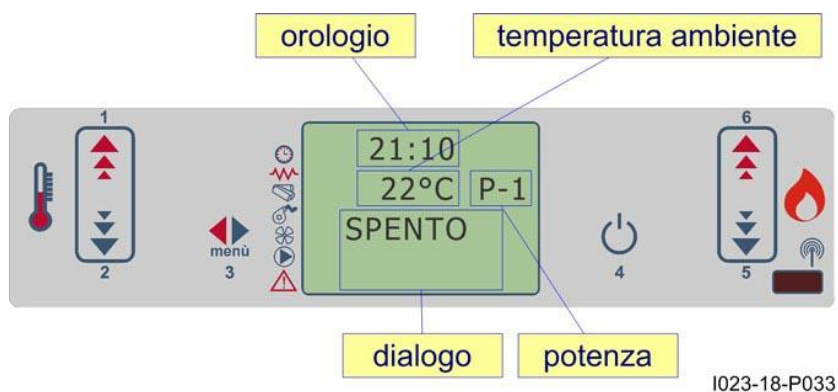 orologio
temperatura ambiente
1
6
21:10
22°C P-1
SPENTO
menù
3
4
2
5
dialogo
potenza
I023-18-P033